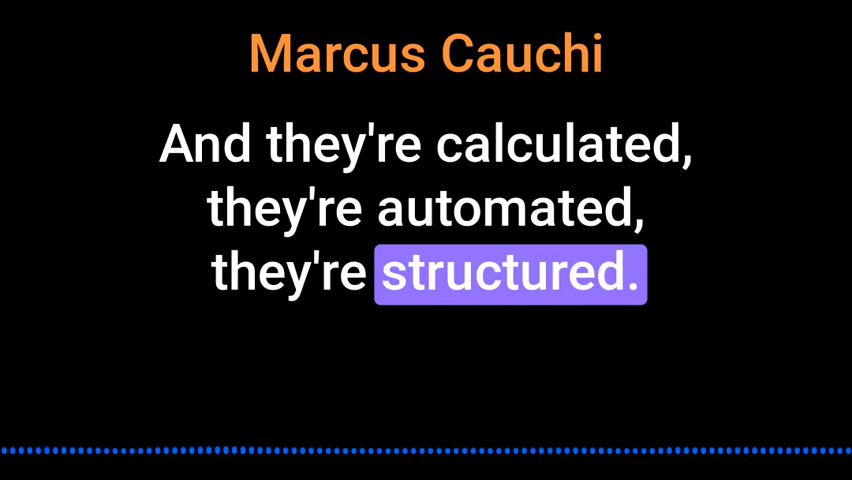 Marcus Cauchi
And they're calculated,
they're automated,
they're structured.